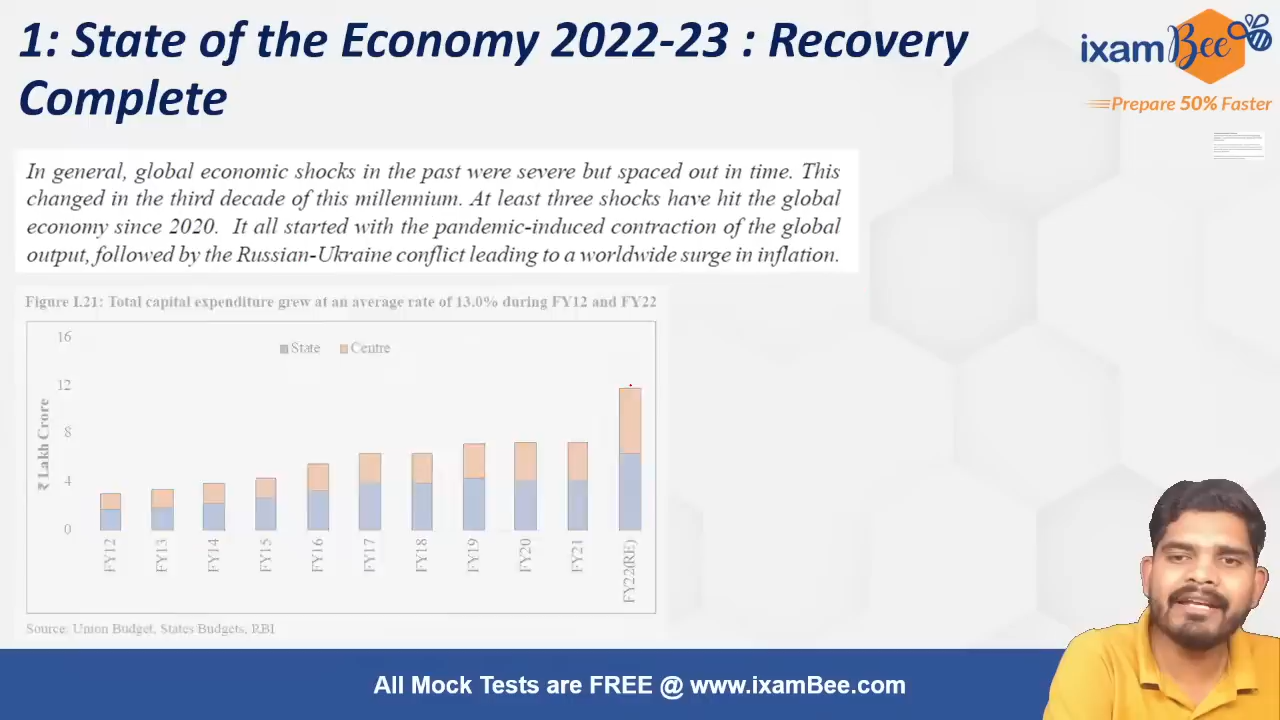 1: State of the Economy 2022-23 : Recovery
Complete
ixamBee
Prepare 50% Faster
In general, global economic shocks in the past were severe but spaced out in time. This
changed in the third decade of this millennium. At least three shocks have hit the global
economy since 2020. It all started with the pandemic-induced contraction of the global
output, followed by the Russian-Ukraine conflict leading to a worldwide surge in inflation.
Figure I.21: Total capital expenditure grew at an average rate of 13.0% during FY12 and FY22
State Centre
₹ Lakh Crore
16
12
8
4
0
FY12 FY13 FY14 FY15 FY16 FY17 FY18 FY19 FY20 FY21 FY22(RE)
Source: Union Budget, States Budgets, RBI
All Mock Tests are FREE @ www.ixamBee.com